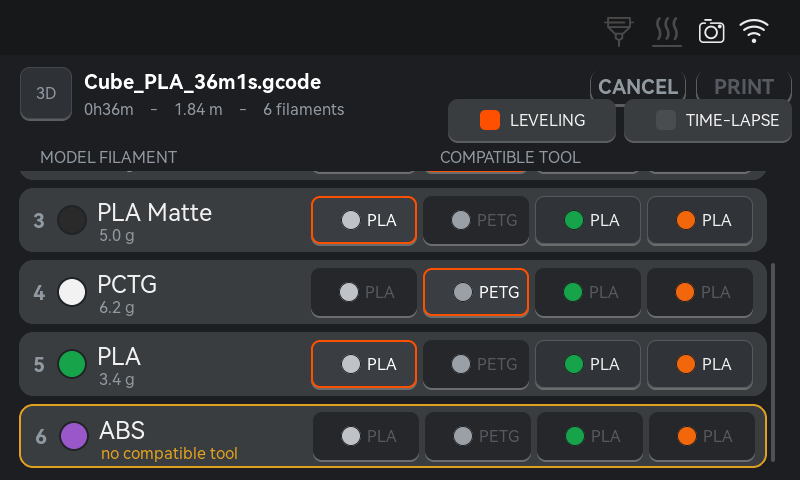 3D
Cube_PLA_36m1s.gcode
0h36m - 1.84 m - 6 filaments
CANCEL
PRINT
LEVELING
TIME-LAPSE
MODEL FILAMENT
COMPATIBLE TOOL
3 PLA Matte
5.0 g
PLA PETG PLA PLA
4 PCTG
6.2 g
PLA PETG PLA PLA
5 PLA
3.4 g
PLA PETG PLA PLA
6 ABS
no compatible tool
PLA PETG PLA PLA